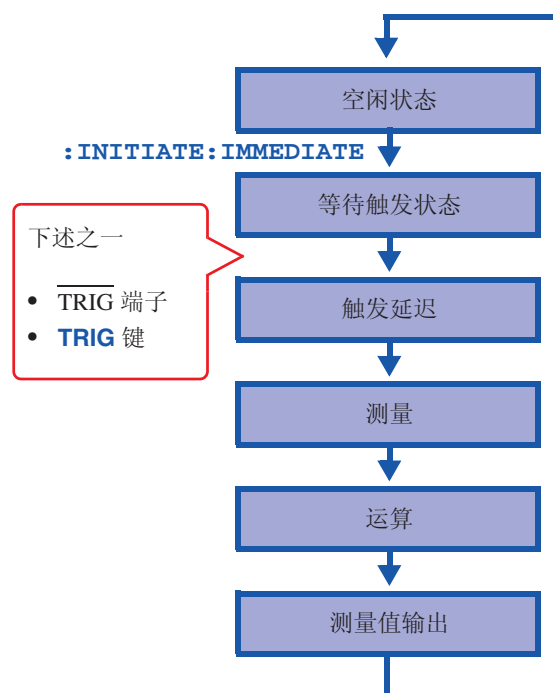 空闲状态
:INITIATE:IMMEDIATE
等待触发状态
下述之一
• TRIG 端子
• TRIG 键
触发延迟
测量
运算
测量值输出